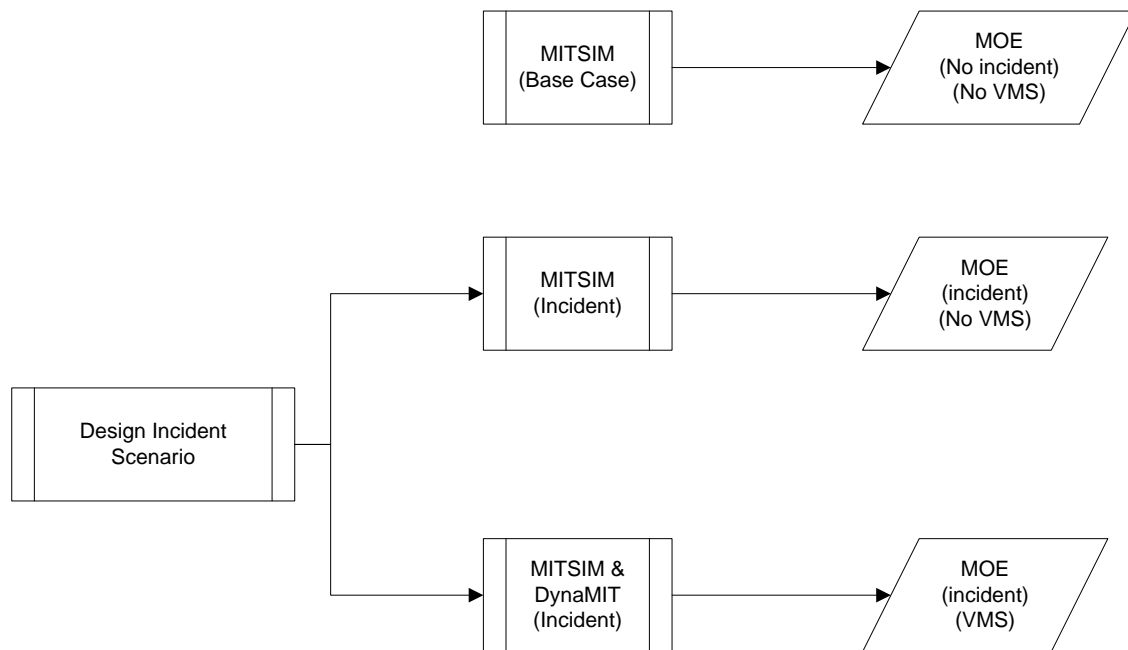 MITSIM
(Base Case)
MOE
(No incident)
(No VMS)
MITSIM
(Incident)
MOE
(incident)
(No VMS)
Design Incident
Scenario
MITSIM &
DynaMIT
(Incident)
MOE
(incident)
(VMS)